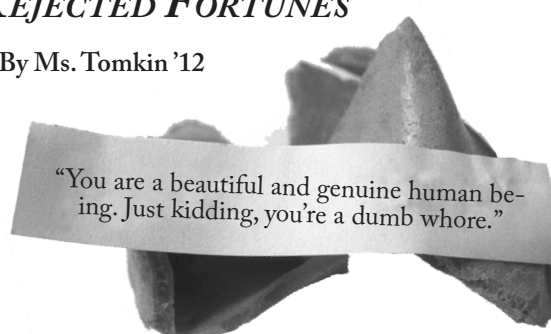 REJECTED FORTUNES
By Ms. Tomkin ’12
“You are a beautiful and genuine human be-
ing. Just kidding, you’re a dumb whore.”